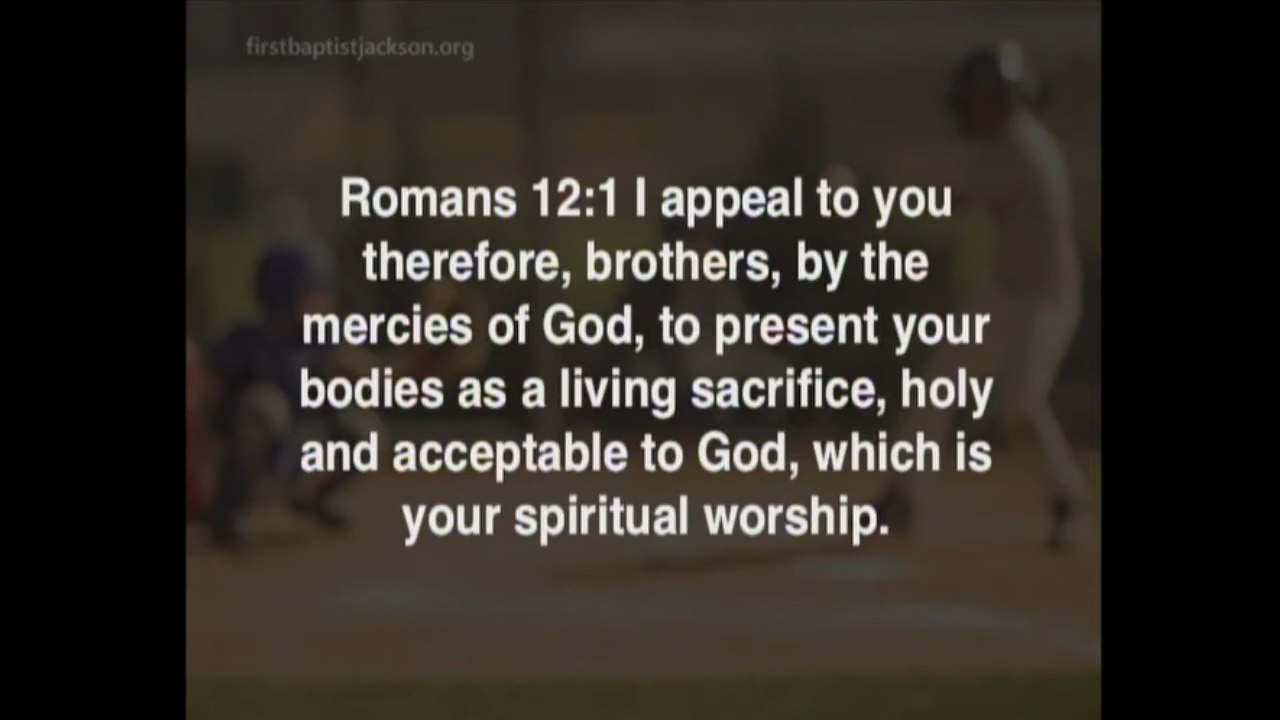 firstbaptistjackson.org
Romans 12:1 I appeal to you
therefore, brothers, by the
mercies of God, to present your
bodies as a living sacrifice, holy
and acceptable to God, which is
your spiritual worship.